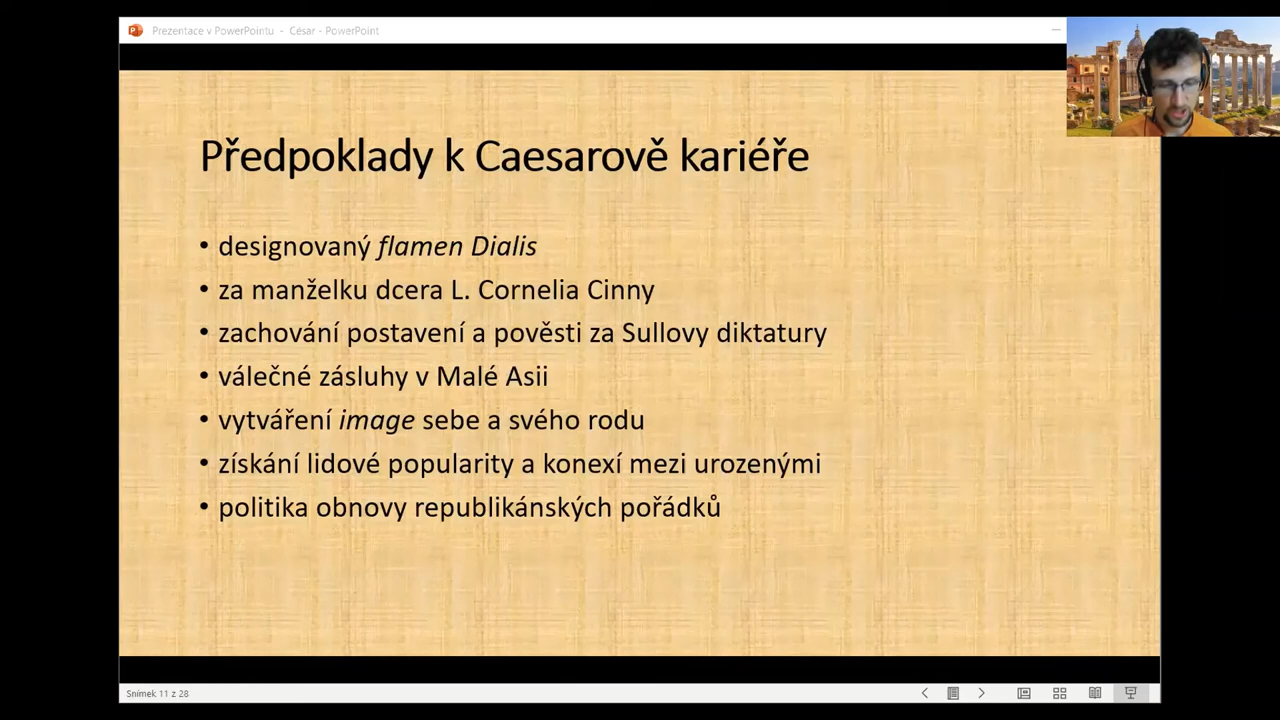 Prezentace v PowerPointu - César - PowerPoint
Předpoklady k Caesarově kariéře
• designovaný flamen Dialis
• za manželku dcera L. Cornelia Cinny
• zachování postavení a pověsti za Sullovy diktatury
• válečné zásluhy v Malé Asii
• vytváření image sebe a svého rodu
• získání lidové popularity a konexí mezi urozenými
• politika obnovy republikánských pořádků
Snímek 11 z 28